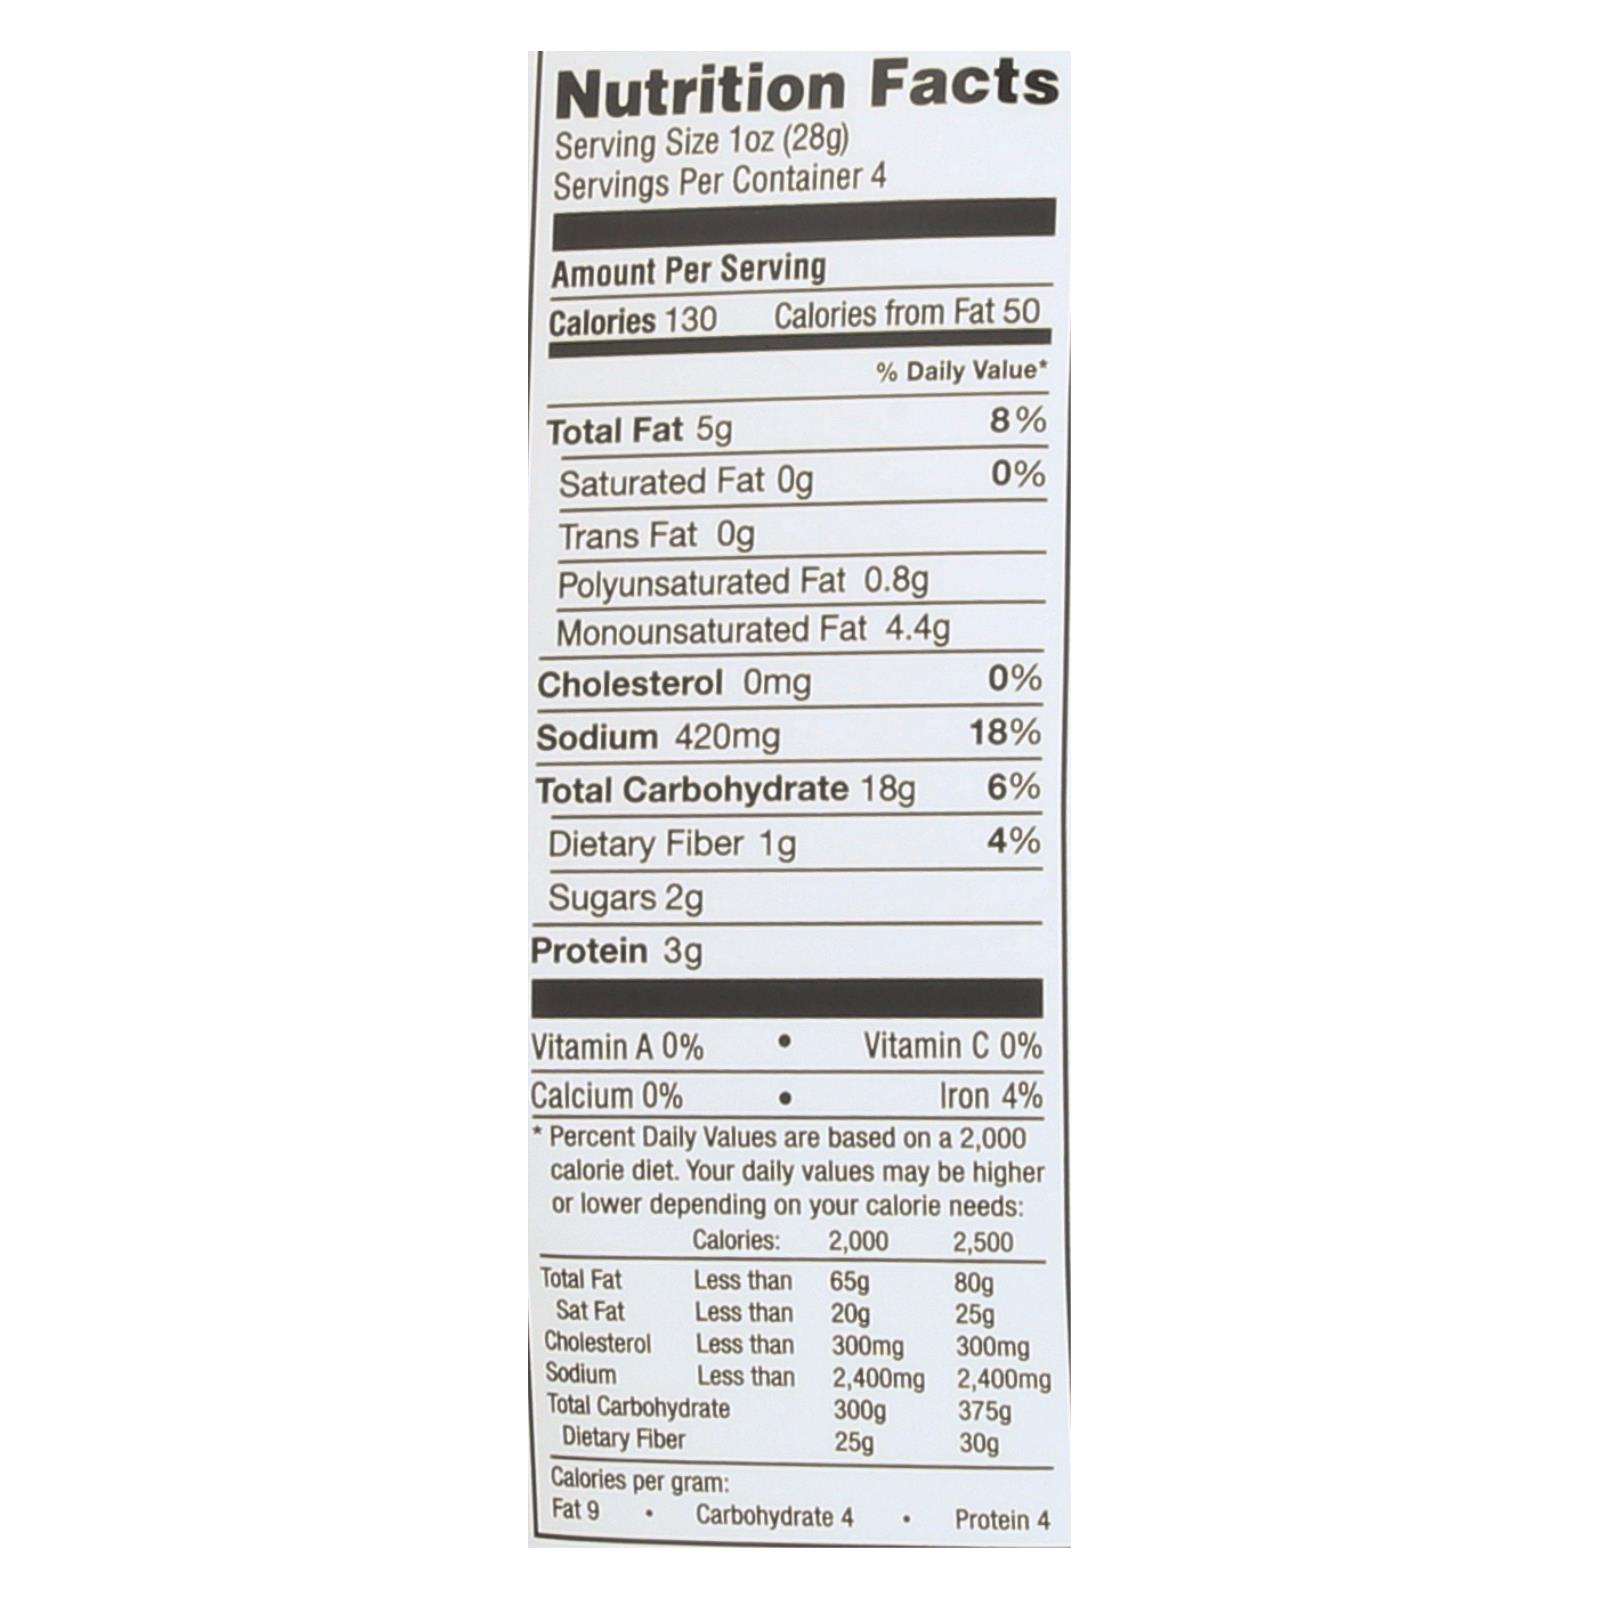 Nutrition Facts
Serving Size 1oz (28g)
Servings Per Container 4
Amount Per Serving
Calories 130 Calories from Fat 50
% Daily Value*
Total Fat 5g 8%
Saturated Fat 0g 0%
Trans Fat 0g
Polyunsaturated Fat 0.8g
Monounsaturated Fat 4.4g
Cholesterol 0mg 0%
Sodium 420mg 18%
Total Carbohydrate 18g 6%
Dietary Fiber 1g 4%
Sugars 2g
Protein 3g
Vitamin A 0% • Vitamin C 0%
Calcium 0% • Iron 4%
* Percent Daily Values are based on a 2,000
calorie diet. Your daily values may be higher
or lower depending on your calorie needs:
Calories: 2,000 2,500
Total Fat Less than 65g 80g
Sat Fat Less than 20g 25g
Cholesterol Less than 300mg 300mg
Sodium Less than 2,400mg 2,400mg
Total Carbohydrate 300g 375g
Dietary Fiber 25g 30g
Calories per gram:
Fat 9 • Carbohydrate 4 • Protein 4